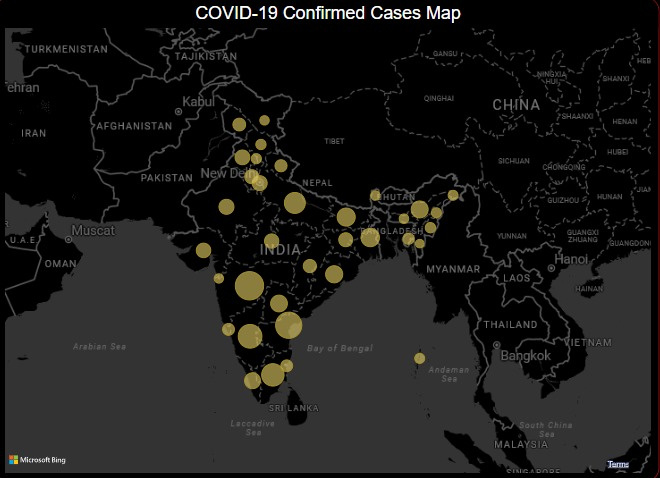 COVID-19 Confirmed Cases Map
TURKMENISTAN
TAJIKISTAN
GANSU
HEB
NINGXIA
HUI
SHANXI
ehran
Kabul
QINGHAI
CHINA
SHAANXI
HENAN
IRAN
AFGHANISTAN
TIBET
HUBEI
SICHUAN
CHONGQING
PAKISTAN
New Delhi
NEPAL
GUIZHOU
HUNAN
JIAN
BHUTAN
Muscat
U.A.E.
BANGLADESH
YUNNAN
GUANGXI
ZHUANG
GUANGDONG
INDIA
OMAN
MYANMAR
Hanoi
LAOS
HAINAN
THAILAND
Arabian Sea
Bay of Bengal
VIETNAM
Bangkok
Andaman
Sea
SRI LANKA
Laccadive
Sea
South China
Sea
MALAYSIA
Microsoft Bing
Terms
SINGAPORE